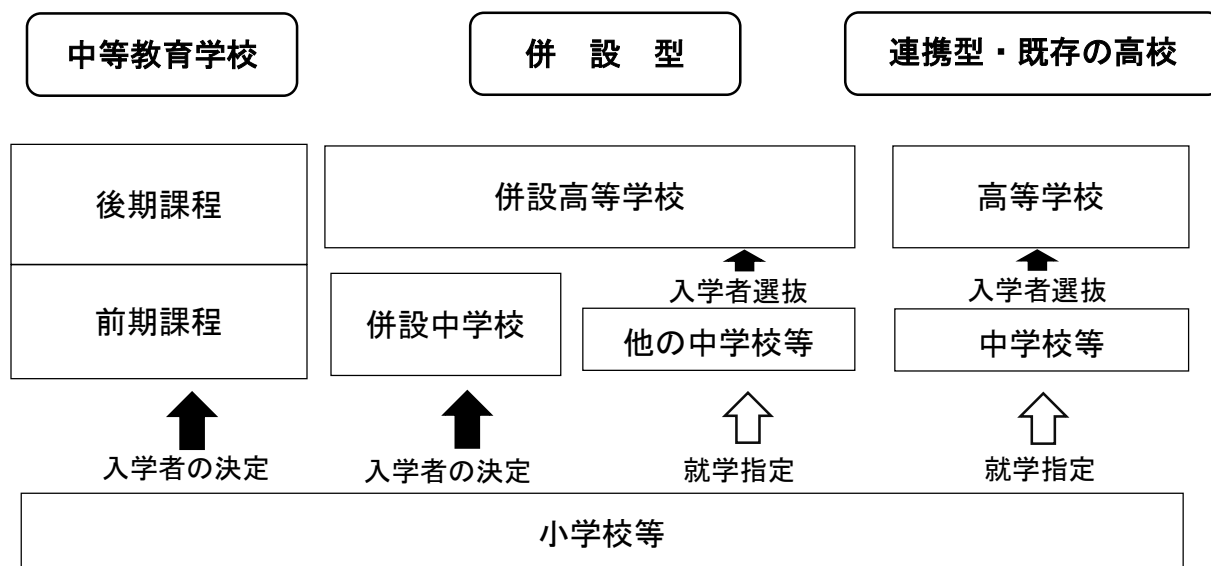 中等教育学校
併設型
連携型・既存の高校
後期課程
併設高等学校
高等学校
入学者選抜
入学者選抜
前期課程
併設中学校
他の中学校等
中学校等
入学者の決定
入学者の決定
就学指定
就学指定
小学校等